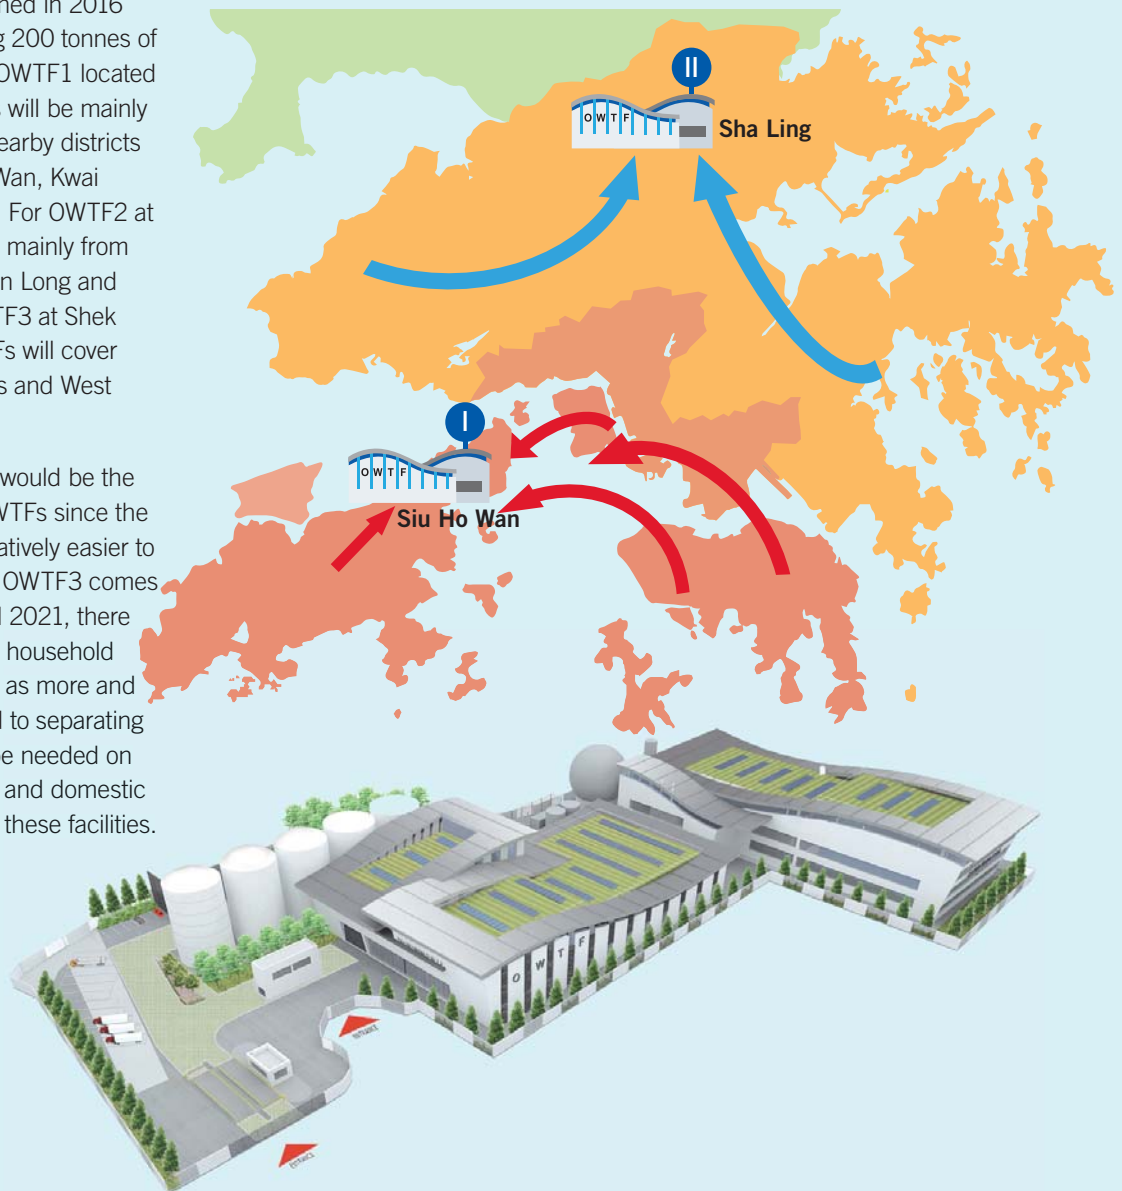 ned in 2016
g 200 tonnes of
OWTF1 located
s will be mainly
earby districts
Wan, Kwai
. For OWTF2 at
mainly from
n Long and
TF3 at Shek
Fs will cover
s and West
would be the
WTFs since the
atively easier to
OWTF3 comes
d 2021, there
household
as more and
d to separating
be needed on
and domestic
these facilities.
II
OWTF
Sha Ling
I
OWTF
Siu Ho Wan
OWTF